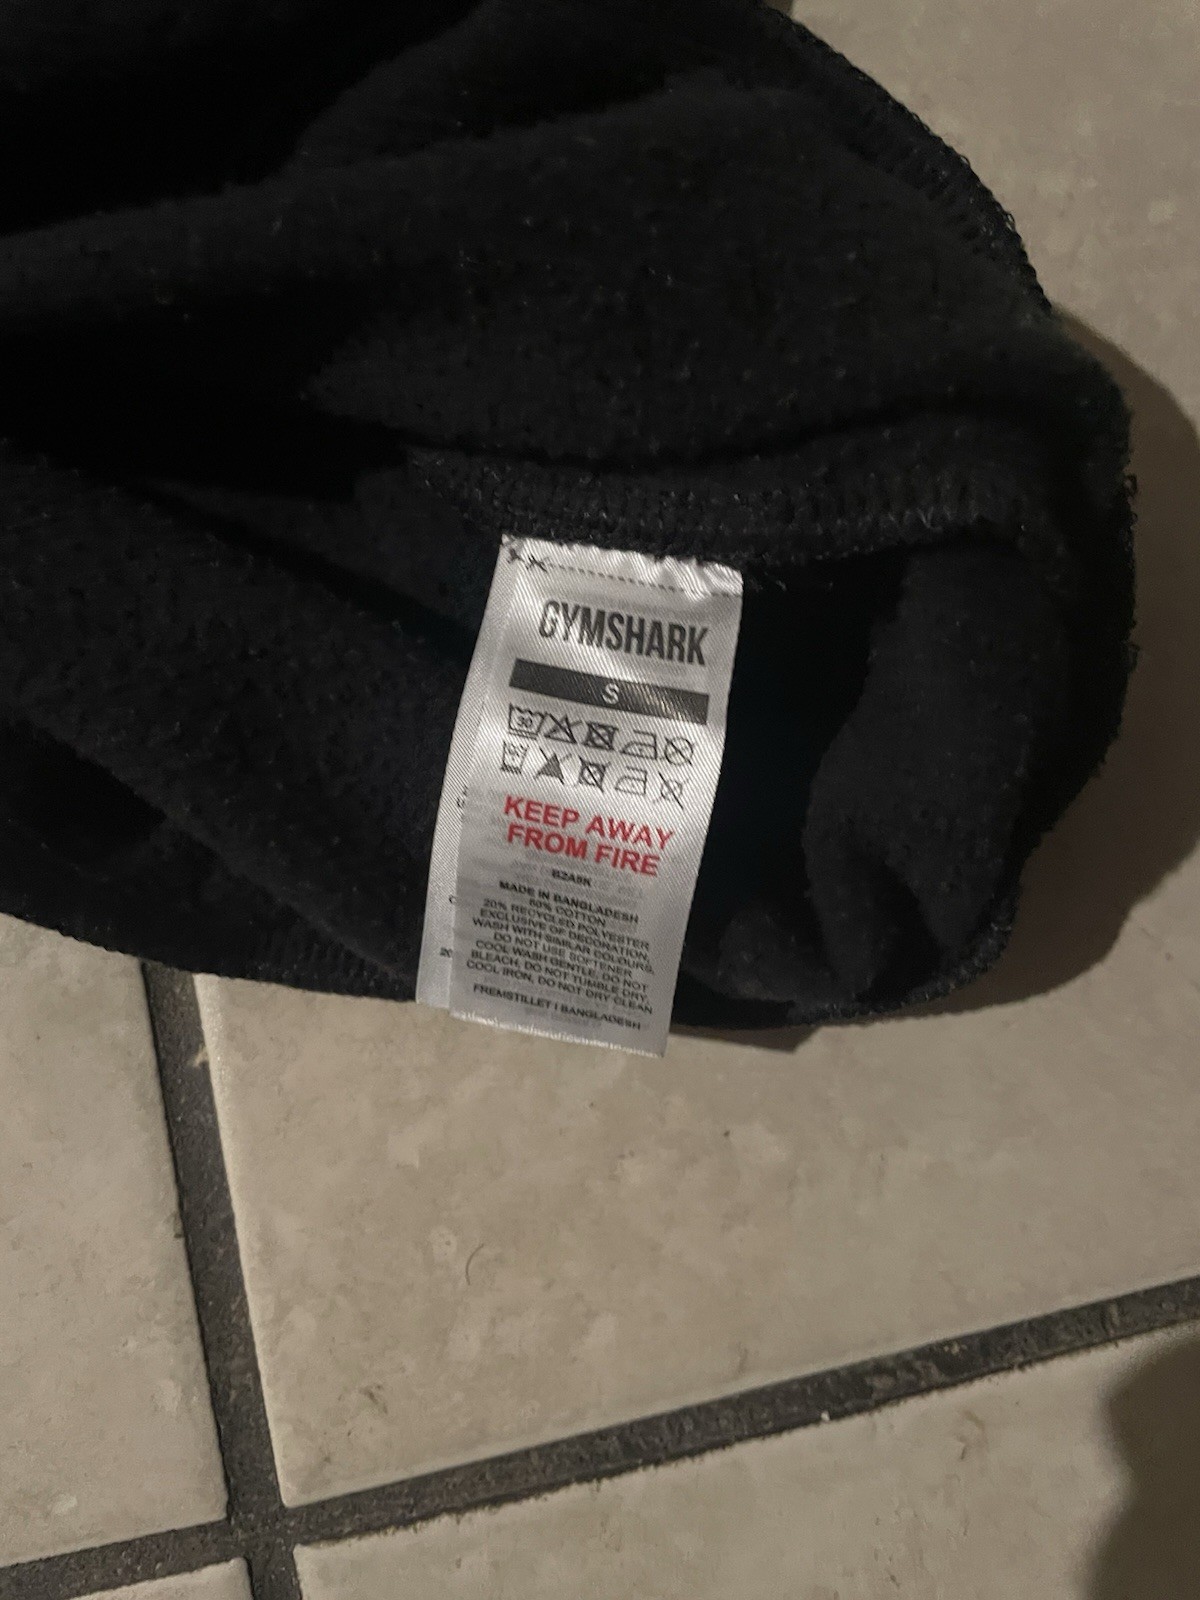 GYMSHARK
S
30
KEEP AWAY
FROM FIRE
B2A8K
MADE IN BANGLADESH
80% COTTON
20% RECYCLED POLYESTER
EXCLUSIVE OF DECORATION,
WASH WITH SIMILAR COLOURS,
DO NOT USE SOFTENER
COOL WASH GENTLE, DO NOT
BLEACH, DO NOT TUMBLE DRY,
COOL IRON, DO NOT DRY CLEAN
FREMSTILLET I BANGLADESH